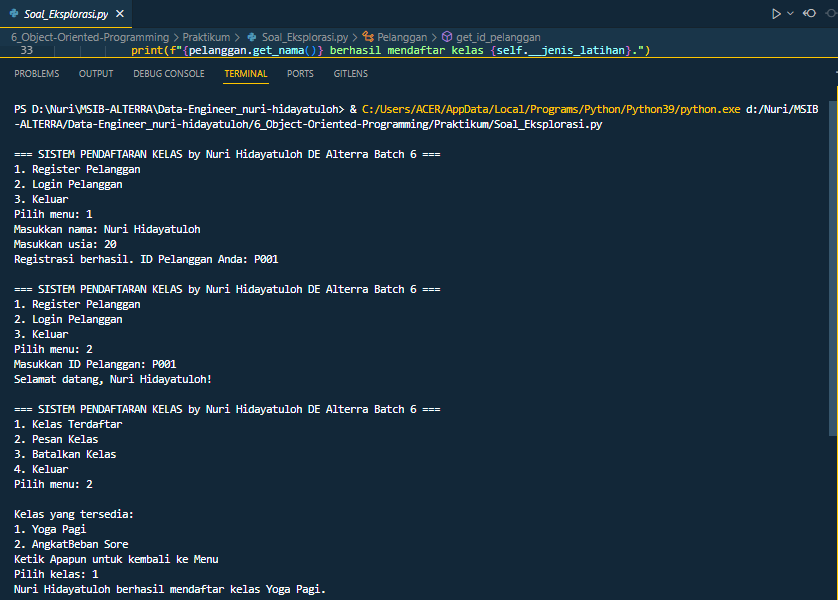 Soal_Eksplorasi.py
6_Object-Oriented-Programming > Praktikum > Soal_Eksplorasi.py > Pelanggan > get_id_pelanggan
33 print(f"{pelanggan.get_nama()} berhasil mendaftar kelas {self.__jenis_latihan}.")
PROBLEMS OUTPUT DEBUG CONSOLE TERMINAL PORTS GITLENS
PS D:\Nuri\MSIB-ALTERRA\Data-Engineer_nuri-hidayatuloh> & C:/Users/ACER/AppData/Local/Programs/Python/Python39/python.exe d:/Nuri/MSIB
-ALTERRA/Data-Engineer_nuri-hidayatuloh/6_Object-Oriented-Programming/Praktikum/Soal_Eksplorasi.py
=== SISTEM PENDAFTARAN KELAS by Nuri Hidayatuloh DE Alterra Batch 6 ===
1. Register Pelanggan
2. Login Pelanggan
3. Keluar
Pilih menu: 1
Masukkan nama: Nuri Hidayatuloh
Masukkan usia: 20
Registrasi berhasil. ID Pelanggan Anda: P001
=== SISTEM PENDAFTARAN KELAS by Nuri Hidayatuloh DE Alterra Batch 6 ===
1. Register Pelanggan
2. Login Pelanggan
3. Keluar
Pilih menu: 2
Masukkan ID Pelanggan: P001
Selamat datang, Nuri Hidayatuloh!
=== SISTEM PENDAFTARAN KELAS by Nuri Hidayatuloh DE Alterra Batch 6 ===
1. Kelas Terdaftar
2. Pesan Kelas
3. Batalkan Kelas
4. Keluar
Pilih menu: 2
Kelas yang tersedia:
1. Yoga Pagi
2. AngkatBeban Sore
Ketik Apapun untuk kembali ke Menu
Pilih kelas: 1
Nuri Hidayatuloh berhasil mendaftar kelas Yoga Pagi.